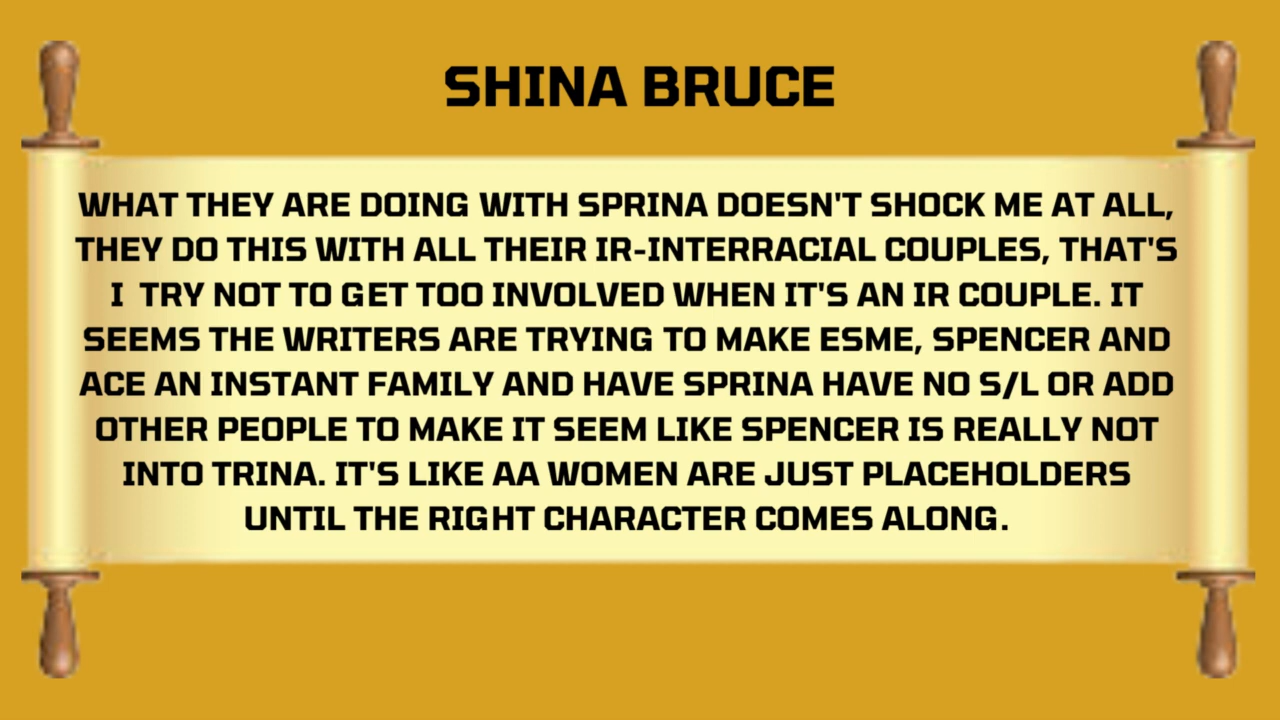 SHINA BRUCE
WHAT THEY ARE DOING WITH SPRINA DOESN'T SHOCK ME AT ALL,
THEY DO THIS WITH ALL THEIR IR-INTERRACIAL COUPLES, THAT'S
I TRY NOT TO GET TOO INVOLVED WHEN IT'S AN IR COUPLE. IT
SEEMS THE WRITERS ARE TRYING TO MAKE ESME, SPENCER AND
ACE AN INSTANT FAMILY AND HAVE SPRINA HAVE NO S/L OR ADD
OTHER PEOPLE TO MAKE IT SEEM LIKE SPENCER IS REALLY NOT
INTO TRINA. IT'S LIKE AA WOMEN ARE JUST PLACEHOLDERS
UNTIL THE RIGHT CHARACTER COMES ALONG.